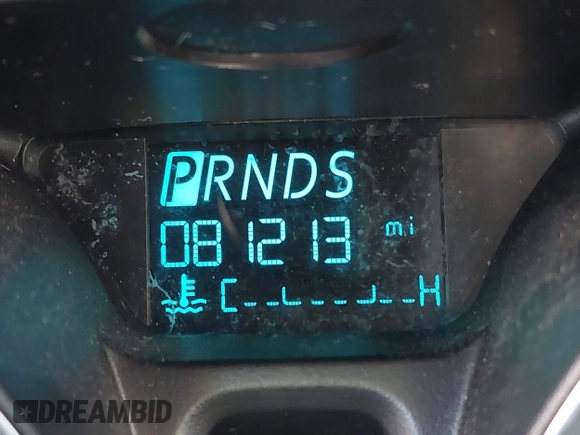 PRNDS
081213 mi
C H
DREAMBID